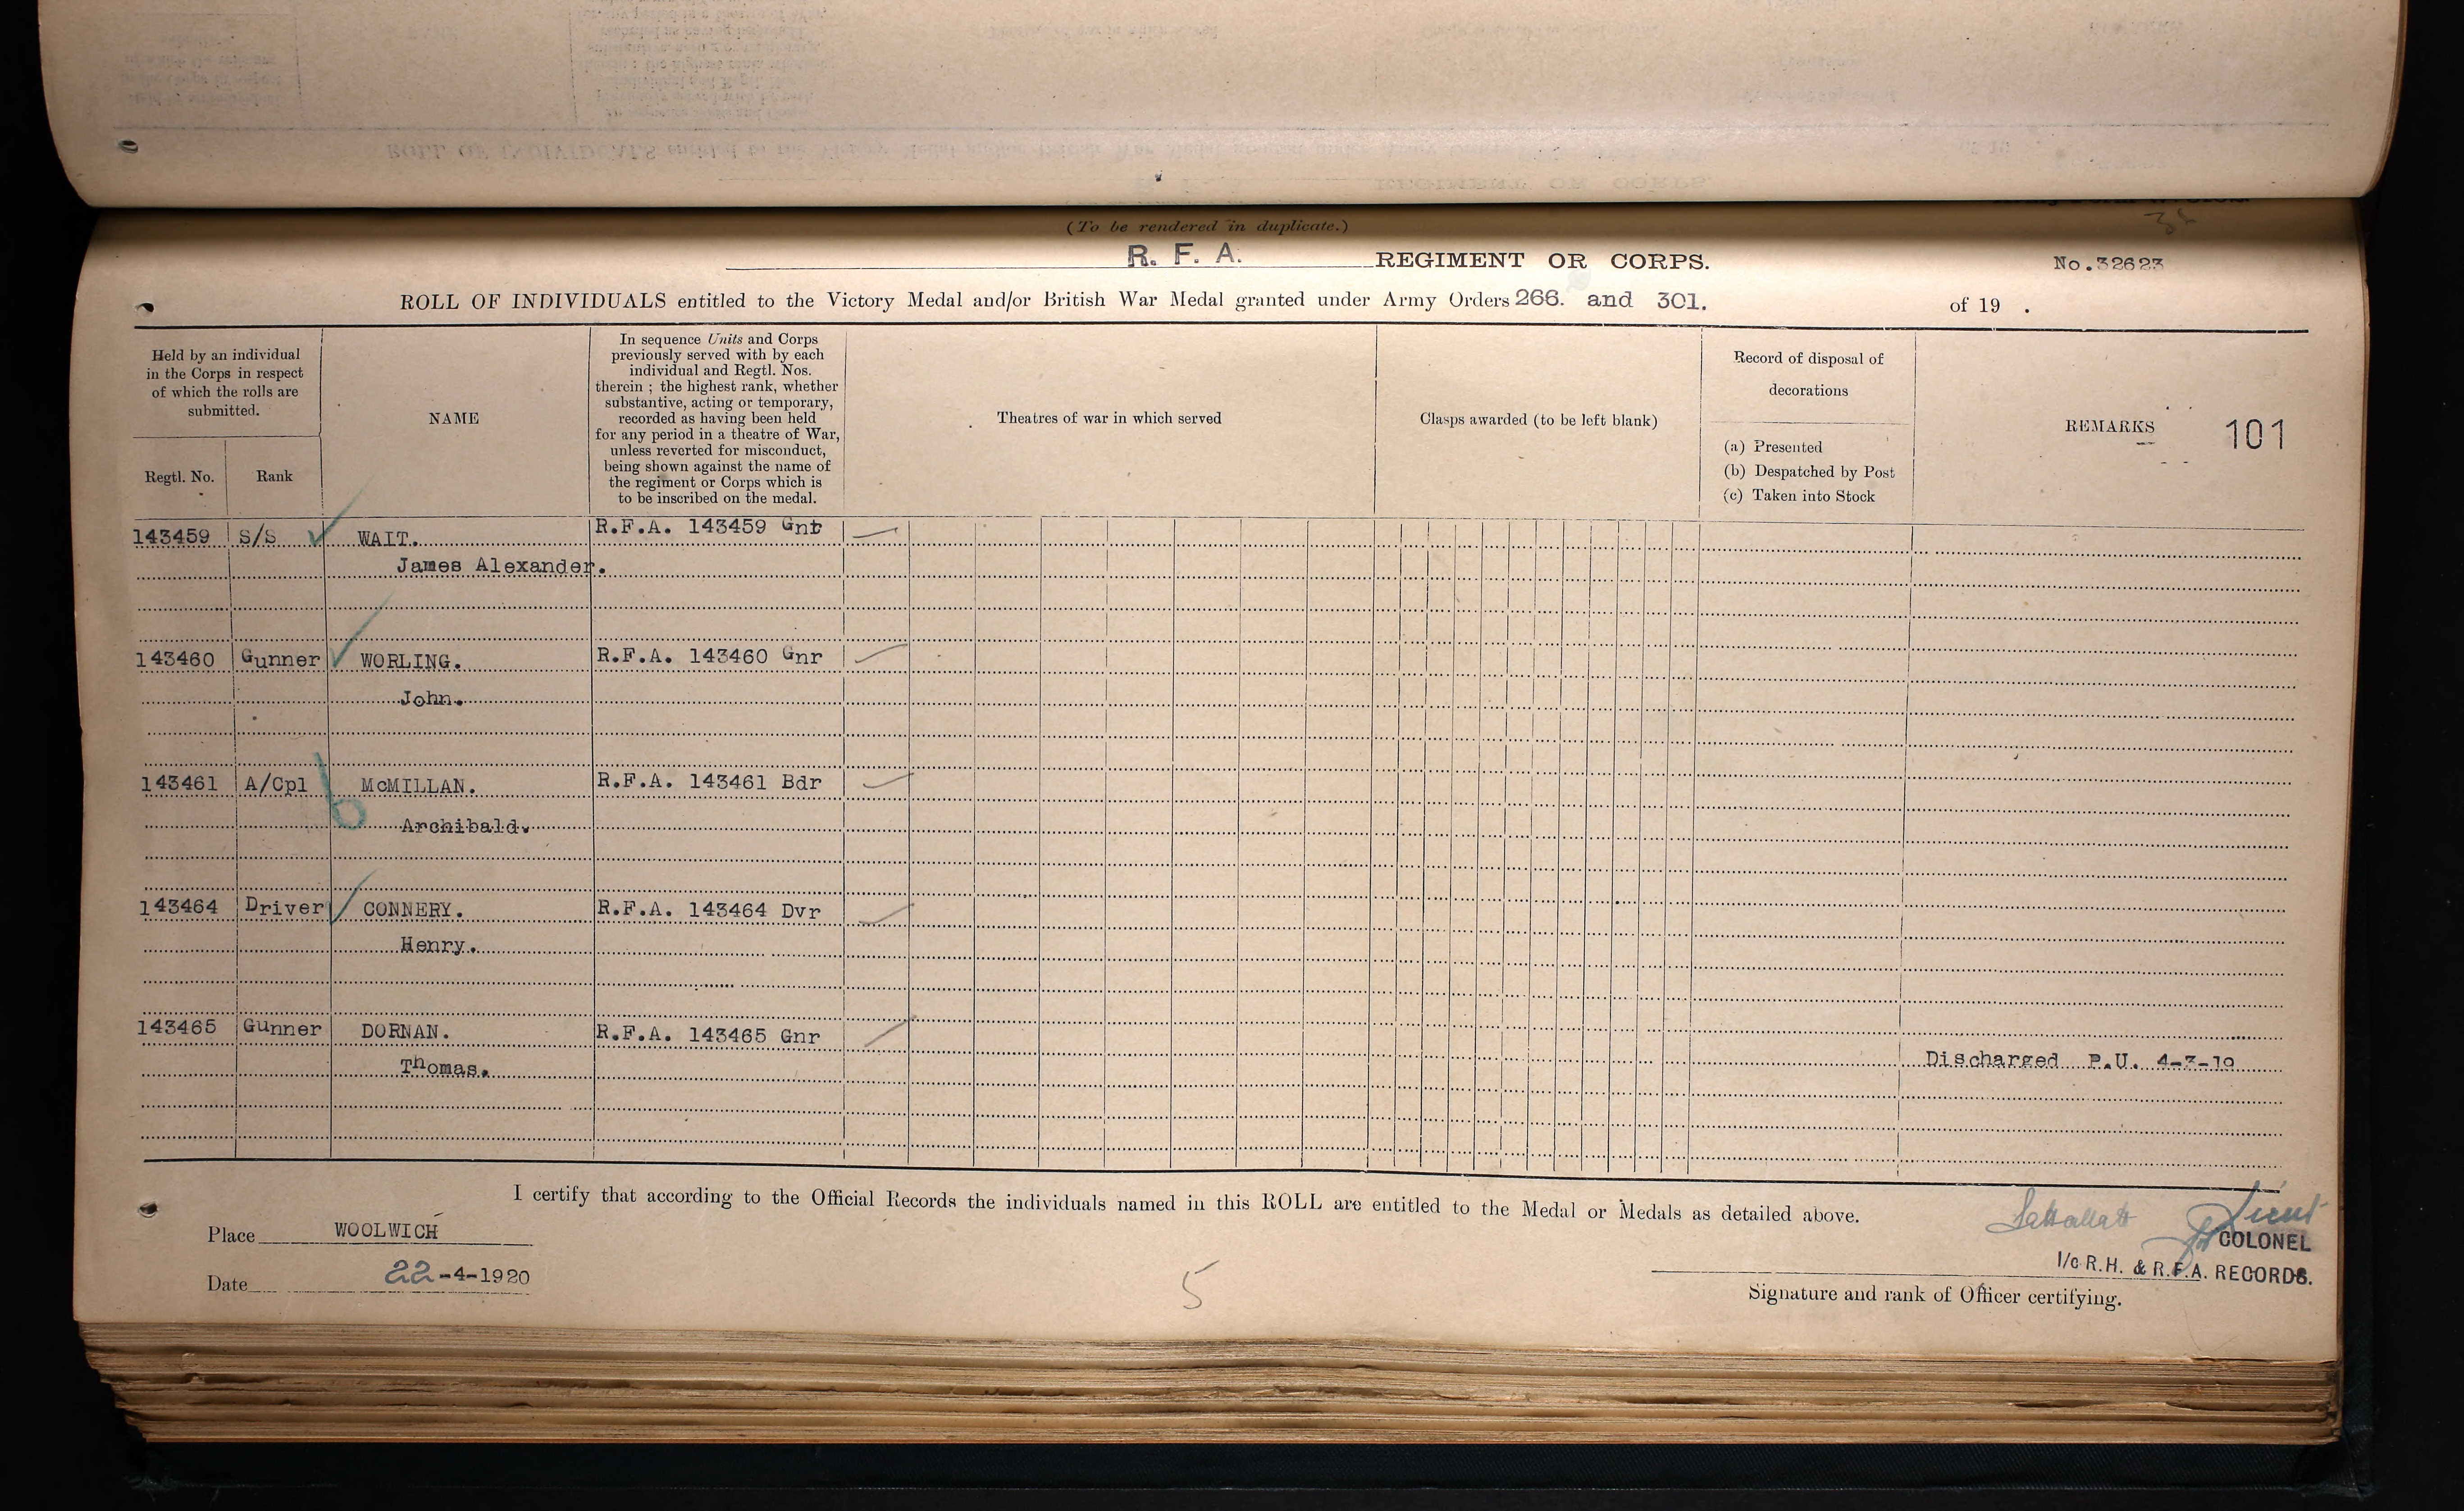 (To be rendered in duplicate.)
R. F. A. REGIMENT OR CORPS. No. 32623
ROLL OF INDIVIDUALS entitled to the Victory Medal and/or British War Medal granted under Army Orders 266. and 301. of 19 .
Held by an individual
in the Corps in respect
of which the rolls are
submitted.
Regtl. No. Rank
NAME
In sequence Units and Corps
previously served with by each
individual and Regtl. Nos.
therein ; the highest rank, whether
substantive, acting or temporary,
recorded as having been held
for any period in a theatre of War,
unless reverted for misconduct,
being shown against the name of
the regiment or Corps which is
to be inscribed on the medal.
Theatres of war in which served
Clasps awarded (to be left blank)
Record of disposal of
decorations
(a) Presented
(b) Despatched by Post
(c) Taken into Stock
REMARKS 101
143459 S/S WAIT. R.F.A. 143459 Gnr
James Alexander.
143460 Gunner WORLING. R.F.A. 143460 Gnr
John.
143461 A/Cpl McMILLAN. R.F.A. 143461 Bdr
Archibald.
143464 Driver CONNERY. R.F.A. 143464 Dvr
Henry.
143465 Gunner DORNAN. R.F.A. 143465 Gnr
Thomas. Discharged P.U. 4-3-19
I certify that according to the Official Records the individuals named in this ROLL are entitled to the Medal or Medals as detailed above.
Place WOOLWICH
Date 22-4-1920
5
Lieut
for COLONEL
I/c R.H. & R.F.A. RECORDS.
Signature and rank of Officer certifying.